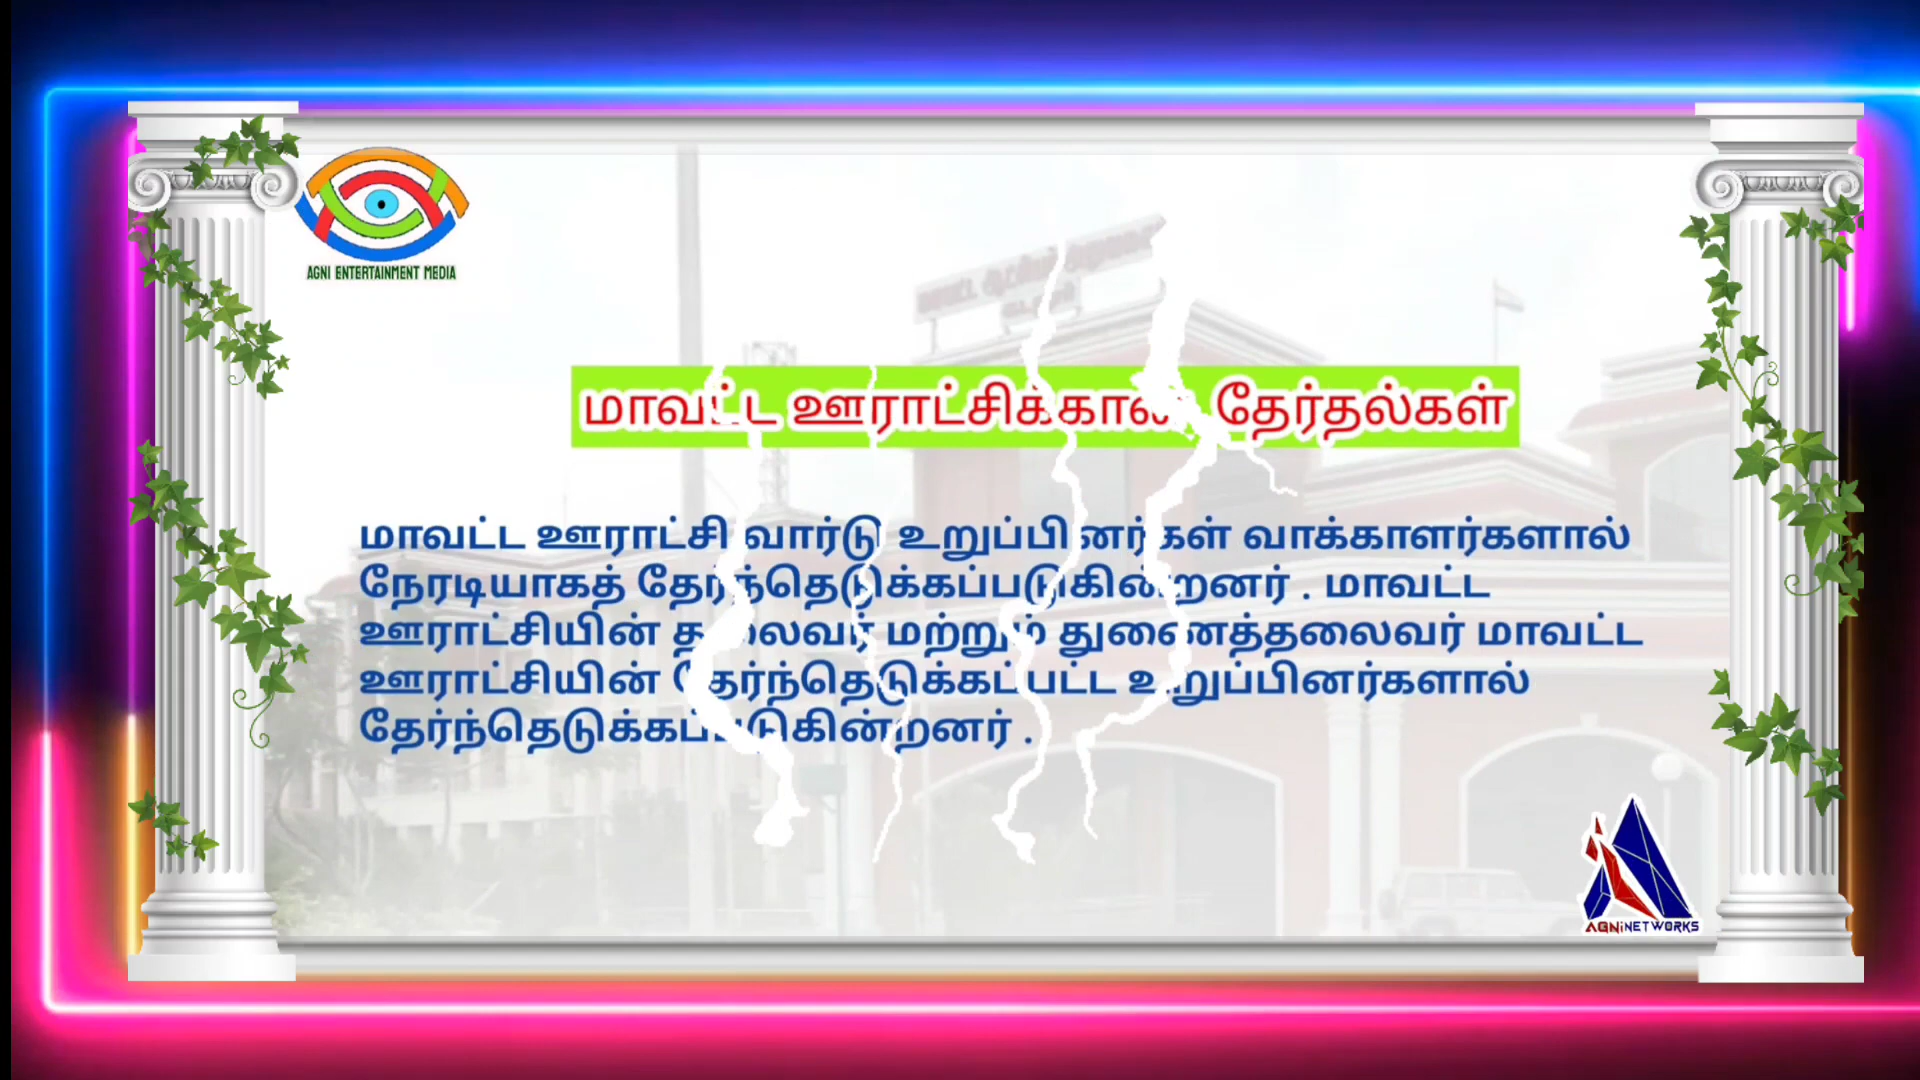 AGNI ENTERTAINMENT MEDIA
மாவட்ட ஊராட்சிக்கான தேர்தல்கள்
மாவட்ட ஊராட்சி வார்டு உறுப்பினர்கள் வாக்காளர்களால்
நேரடியாகத் தேர்ந்தெடுக்கப்படுகின்றனர் . மாவட்ட
ஊராட்சியின் தலைவர் மற்றும் துணைத்தலைவர் மாவட்ட
ஊராட்சியின் தேர்ந்தெடுக்கப்பட்ட உறுப்பினர்களால்
தேர்ந்தெடுக்கப்படுகின்றனர் .
AGNiNETWORKS